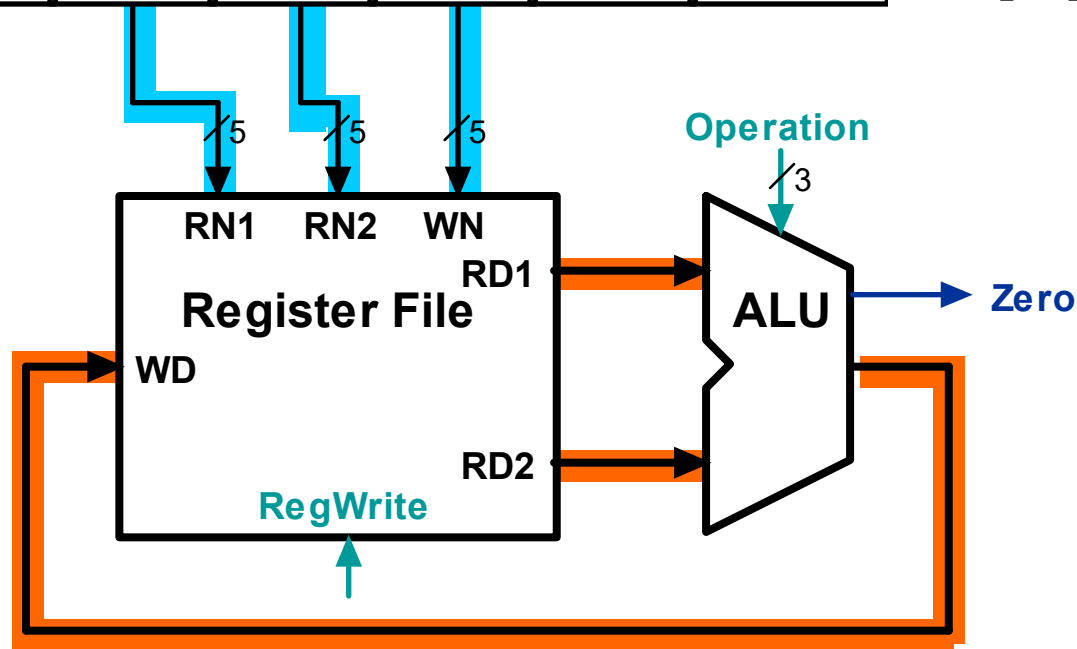 5 5 5
Operation
3
RN1 RN2 WN
RD1
Register File
ALU
Zero
WD
RD2
RegWrite